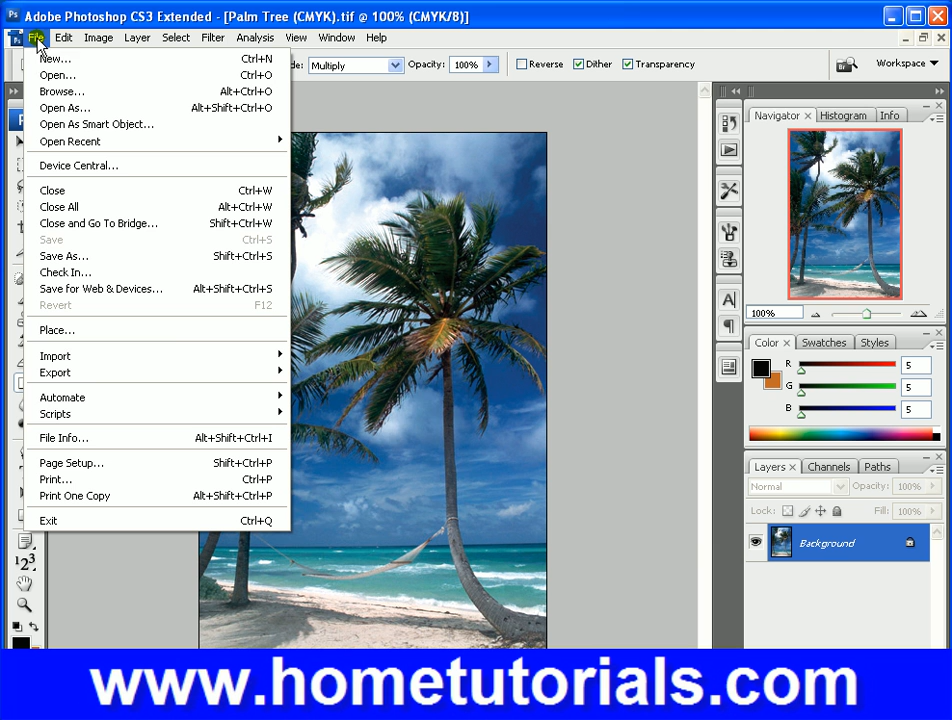 Adobe Photoshop CS3 Extended - [Palm Tree (CMYK).tif @ 100% (CMYK/8)]
File Edit Image Layer Select Filter Analysis View Window Help
de: Multiply Opacity: 100% Reverse Dither Transparency Workspace
New... Ctrl+N
Open... Ctrl+O
Browse... Alt+Ctrl+O
Open As... Alt+Shift+Ctrl+O
Open As Smart Object...
Open Recent
Device Central...
Close Ctrl+W
Close All Alt+Ctrl+W
Close and Go To Bridge... Shift+Ctrl+W
Save Ctrl+S
Save As... Shift+Ctrl+S
Check In...
Save for Web & Devices... Alt+Shift+Ctrl+S
Revert F12
Place...
Import
Export
Automate
Scripts
File Info... Alt+Shift+Ctrl+I
Page Setup... Shift+Ctrl+P
Print... Ctrl+P
Print One Copy Alt+Shift+Ctrl+P
Exit Ctrl+Q
Navigator Histogram Info
100%
Color Swatches Styles
R 5
G 5
B 5
Layers Channels Paths
Normal Opacity: 100%
Lock: Fill: 100%
Background
www.hometutorials.com